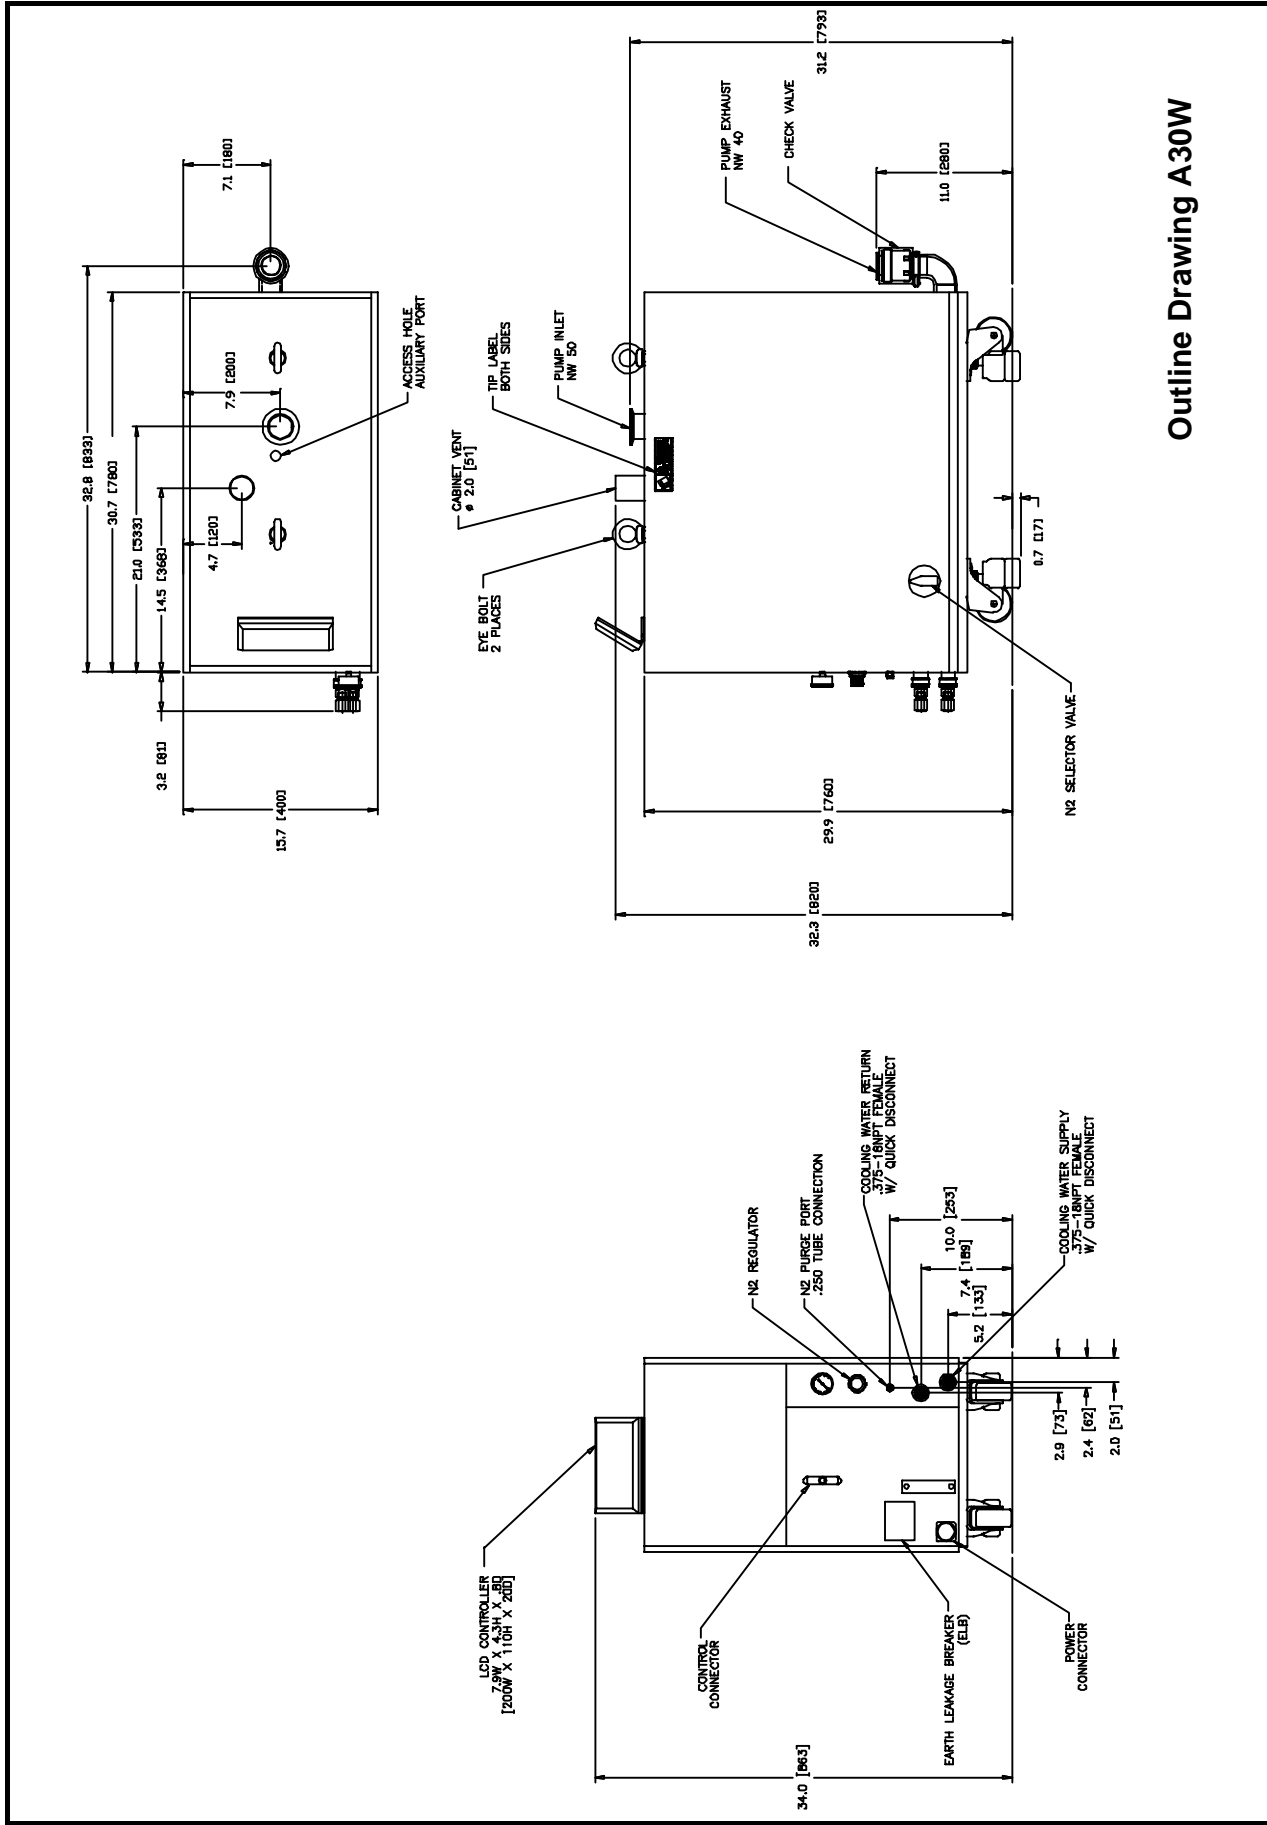 34.0 [863]
LCD CONTROLLER
7.9W X 4.3H X .8D
[200W X 110H X 20D]
CONTROL
CONNECTOR
EARTH LEAKAGE BREAKER
(ELB)
POWER
CONNECTOR
N2 REGULATOR
N2 PURGE PORT
.250 TUBE CONNECTION
COOLING WATER RETURN
.375-18NPT FEMALE
W/ QUICK DISCONNECT
10.0 [253]
7.4 [189]
5.2 [133]
COOLING WATER SUPPLY
.375-18NPT FEMALE
W/ QUICK DISCONNECT
2.9 [73]
2.4 [62]
2.0 [51]
3.2 [81]
15.7 [400]
32.8 [833]
30.7 [780]
21.0 [533]
14.5 [368]
4.7 [120]
7.9 [200]
7.1 [180]
ACCESS HOLE
AUXILIARY PORT
EYE BOLT
2 PLACES
CABINET VENT
ø 2.0 [51]
TIP LABEL
BOTH SIDES
PUMP INLET
NW 50
PUMP EXHAUST
NW 40
CHECK VALVE
31.2 [793]
11.0 [280]
0.7 [17]
N2 SELECTOR VALVE
29.9 [760]
32.3 [820]
Outline Drawing A30W